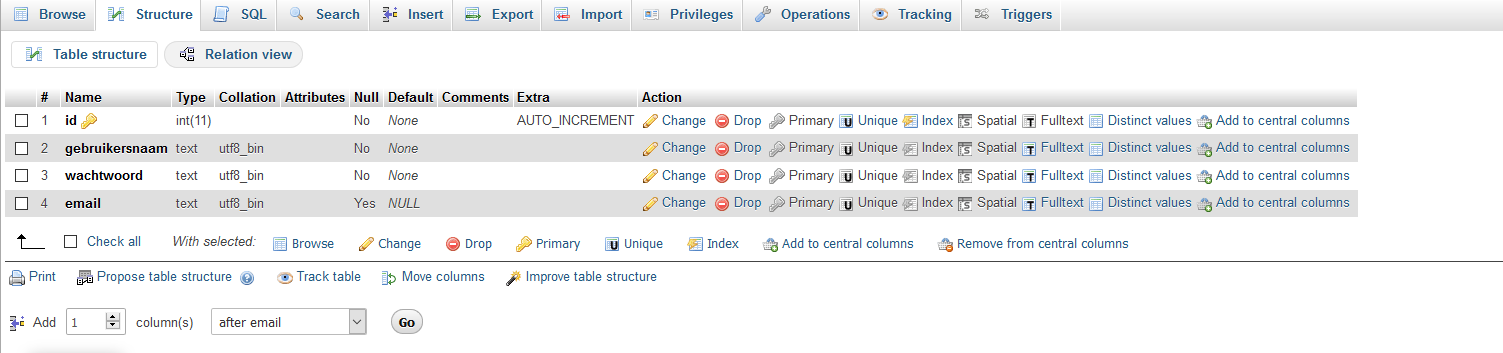 Browse Structure SQL Search Insert Export Import Privileges Operations Tracking Triggers
Table structure Relation view
# Name Type Collation Attributes Null Default Comments Extra Action
1 id int(11) No None AUTO_INCREMENT Change Drop Primary Unique Index Spatial Fulltext Distinct values Add to central columns
2 gebruikersnaam text utf8_bin No None Change Drop Primary Unique Index Spatial Fulltext Distinct values Add to central columns
3 wachtwoord text utf8_bin No None Change Drop Primary Unique Index Spatial Fulltext Distinct values Add to central columns
4 email text utf8_bin Yes NULL Change Drop Primary Unique Index Spatial Fulltext Distinct values Add to central columns
Check all With selected: Browse Change Drop Primary Unique Index Add to central columns Remove from central columns
Print Propose table structure Track table Move columns Improve table structure
Add 1 column(s) after email Go